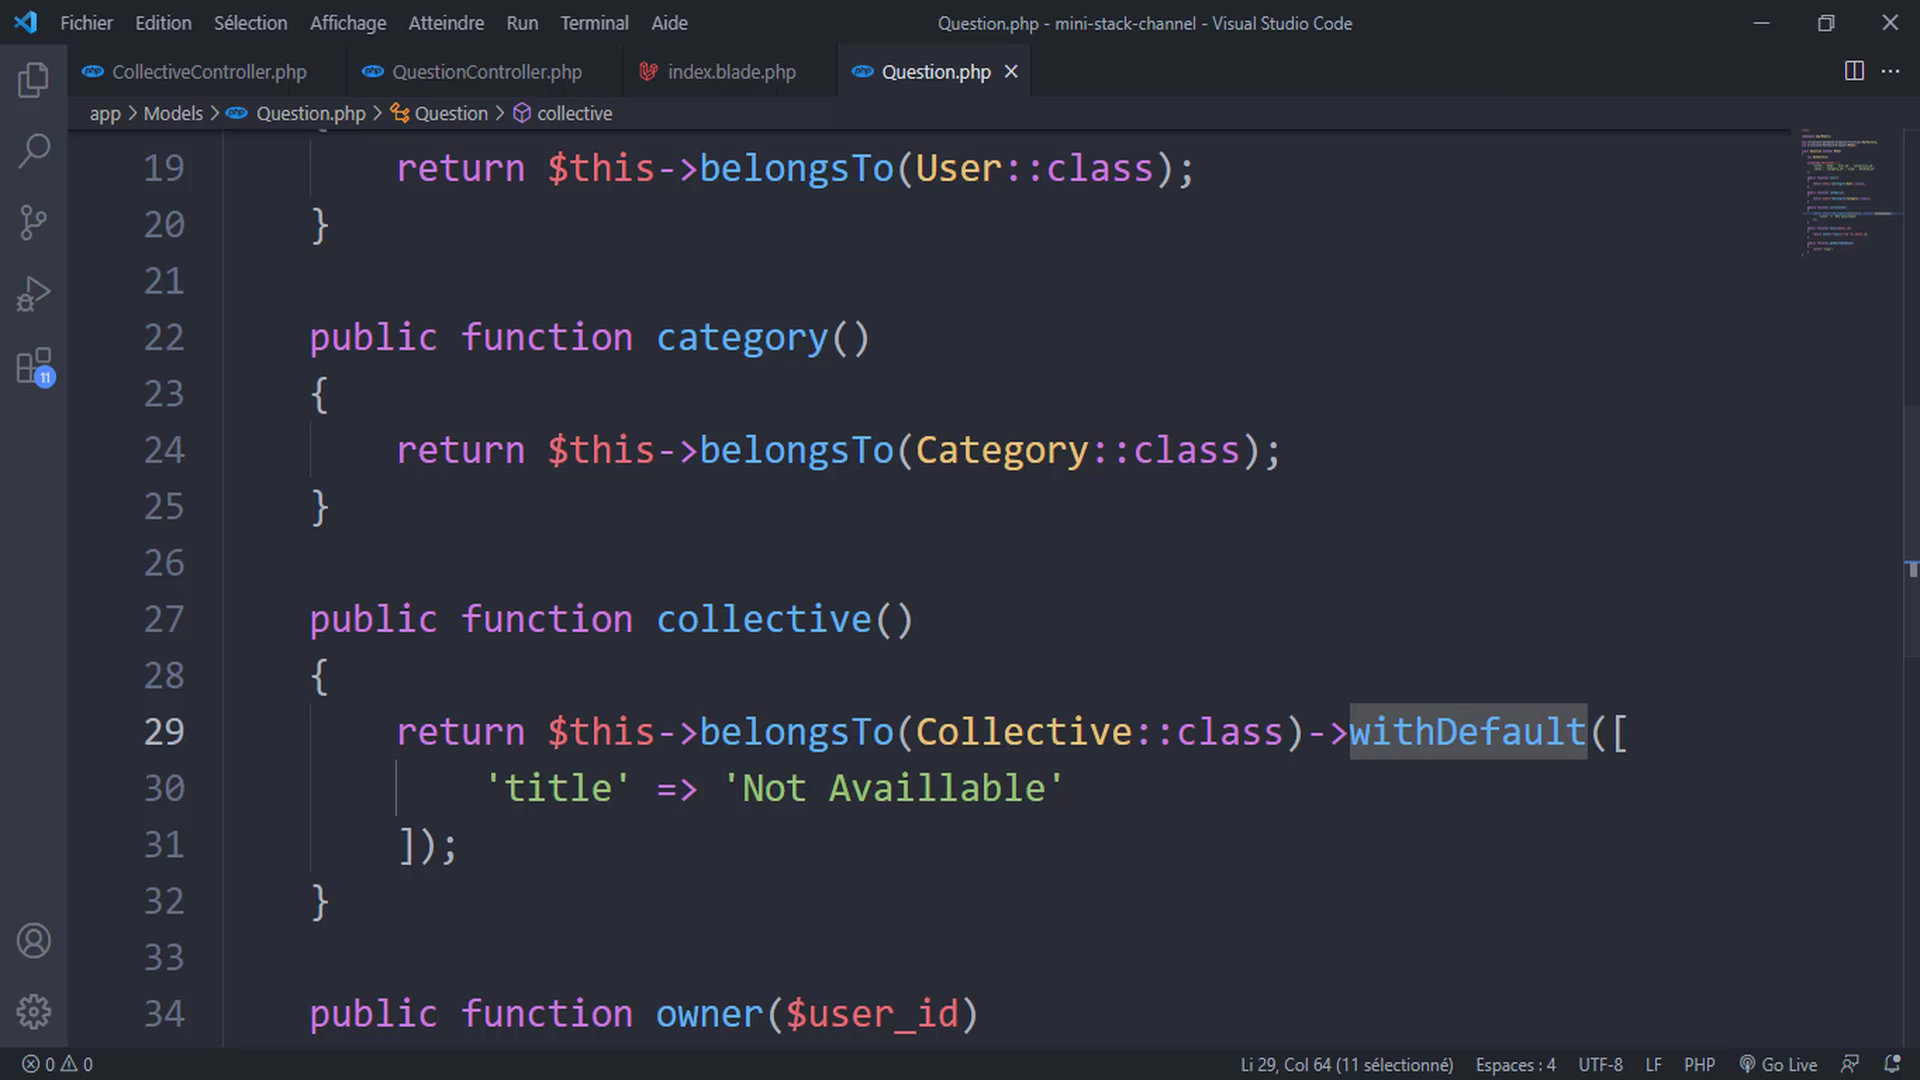 Fichier Edition Sélection Affichage Atteindre Run Terminal Aide Question.php - mini-stack-channel - Visual Studio Code
CollectiveController.php QuestionController.php index.blade.php Question.php
app > Models > Question.php > Question > collective
19 return $this->belongsTo(User::class);
20 }
21
22 public function category()
23 {
24 return $this->belongsTo(Category::class);
25 }
26
27 public function collective()
28 {
29 return $this->belongsTo(Collective::class)->withDefault([
30 'title' => 'Not Availlable'
31 ]);
32 }
33
34 public function owner($user_id)
11
0 0 Li 29, Col 64 (11 sélectionné) Espaces : 4 UTF-8 LF PHP Go Live